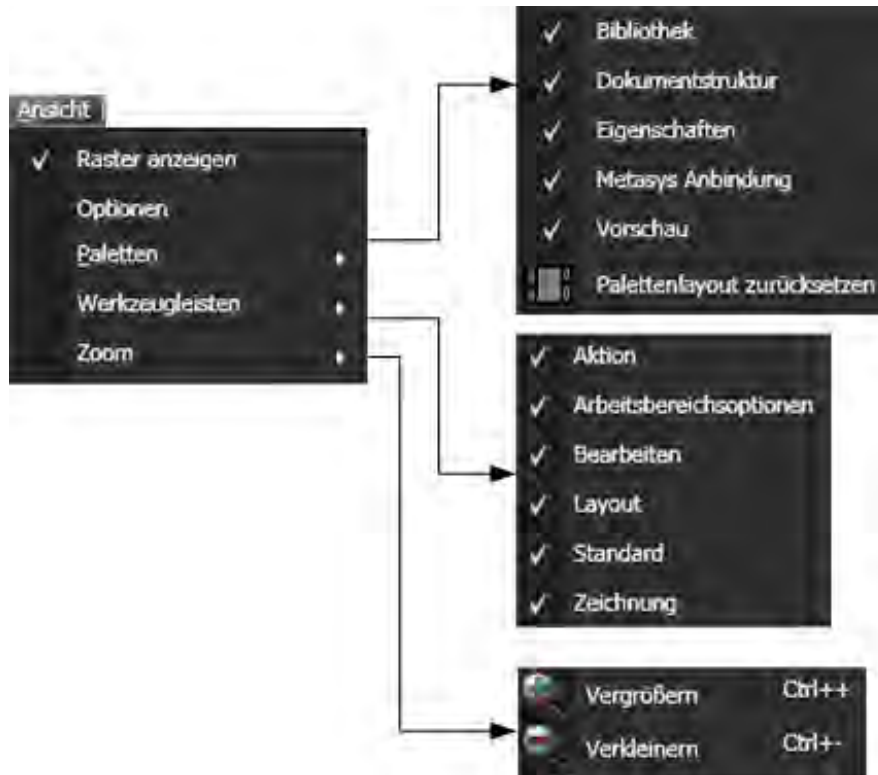 Ansicht
✓ Raster anzeigen
Optionen
Paletten
Werkzeugleisten
Zoom
✓ Bibliothek
✓ Dokumentstruktur
✓ Eigenschaften
✓ Metasys Anbindung
✓ Vorschau
Palettenlayout zurücksetzen
✓ Aktion
✓ Arbeitsbereichsoptionen
✓ Bearbeiten
✓ Layout
✓ Standard
✓ Zeichnung
Vergrößern Ctrl++
Verkleinern Ctrl+-